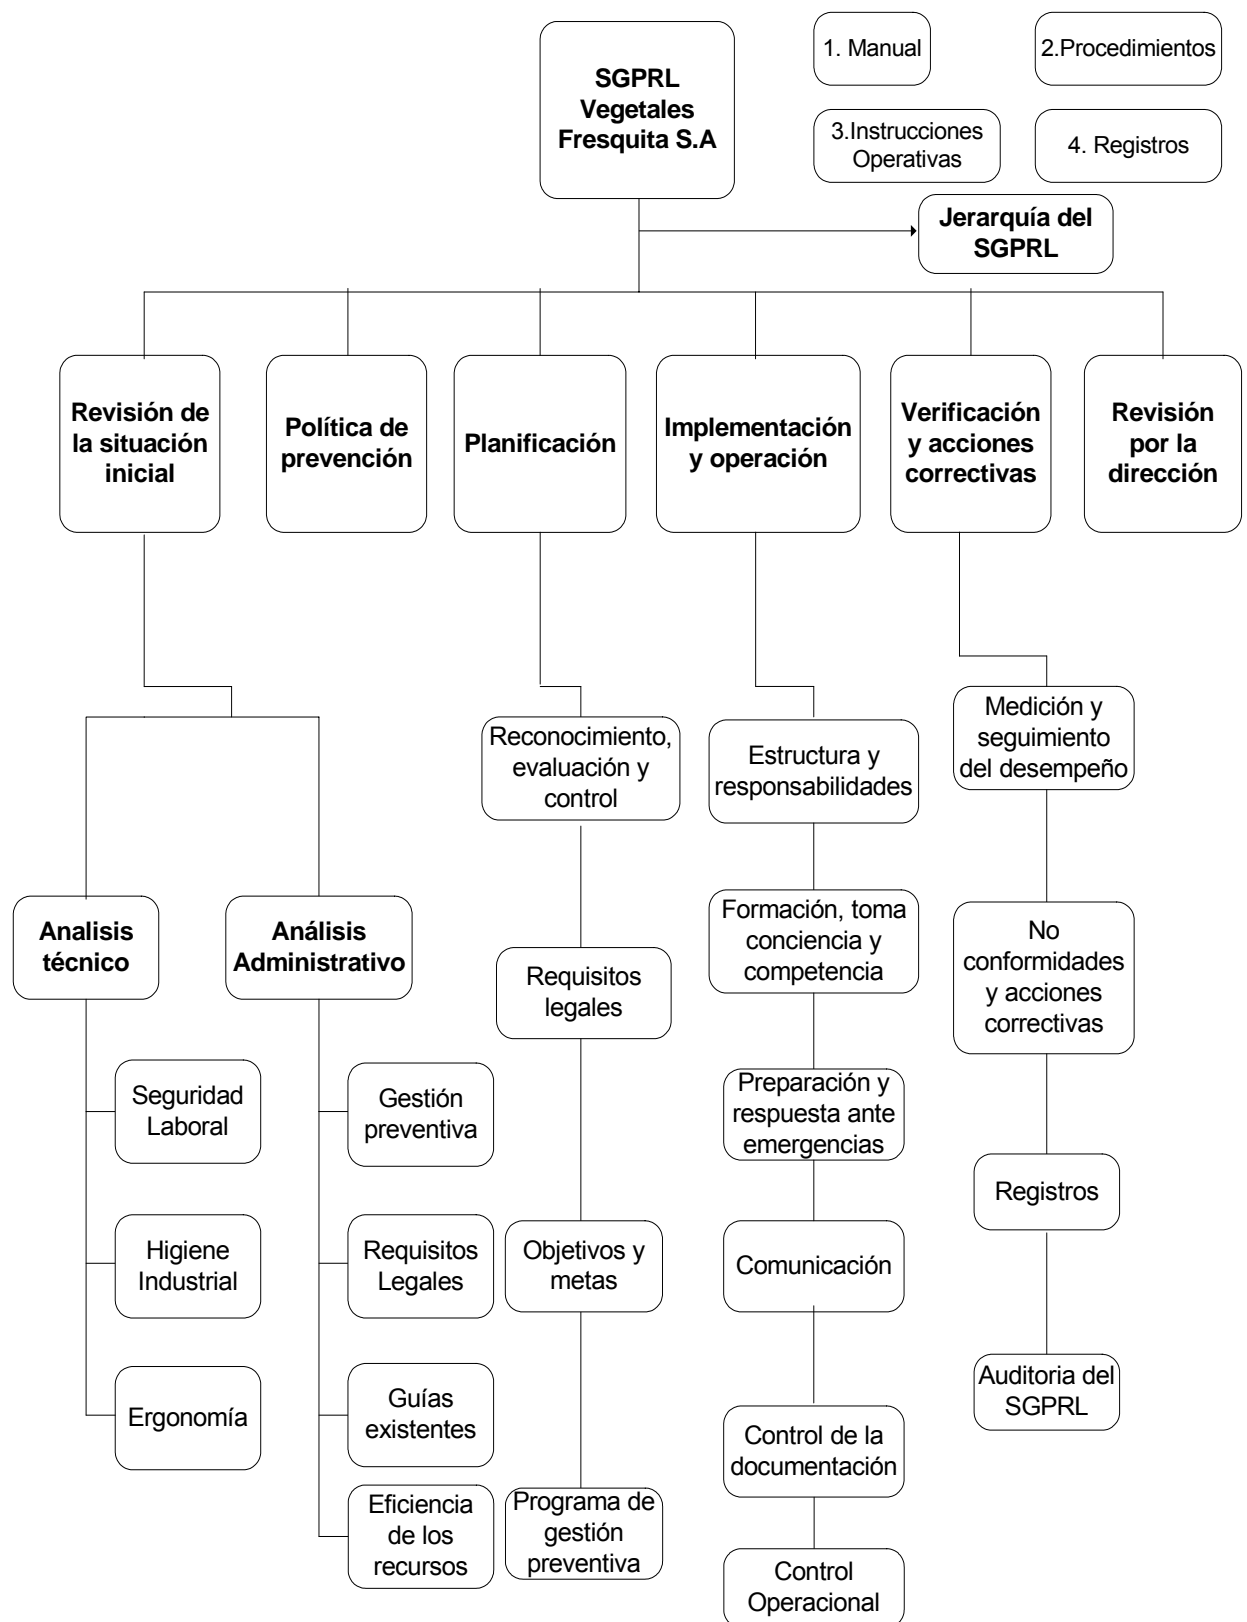 SGPRL
Vegetales
Fresquita S.A
1. Manual
2.Procedimientos
3.Instrucciones
Operativas
4. Registros
Jerarquía del
SGPRL
Revisión de
la situación
inicial
Política de
prevención
Planificación
Implementación
y operación
Verificación
y acciones
correctivas
Revisión
por la
dirección
Analisis
técnico
Seguridad
Laboral
Higiene
Industrial
Ergonomía
Análisis
Administrativo
Gestión
preventiva
Requisitos
Legales
Guías
existentes
Eficiencia
de los
recursos
Reconocimiento,
evaluación y
control
Requisitos
legales
Objetivos y
metas
Programa de
gestión
preventiva
Estructura y
responsabilidades
Formación, toma
conciencia y
competencia
Preparación y
respuesta ante
emergencias
Comunicación
Control de la
documentación
Control
Operacional
Medición y
seguimiento
del desempeño
No
conformidades
y acciones
correctivas
Registros
Auditoria del
SGPRL